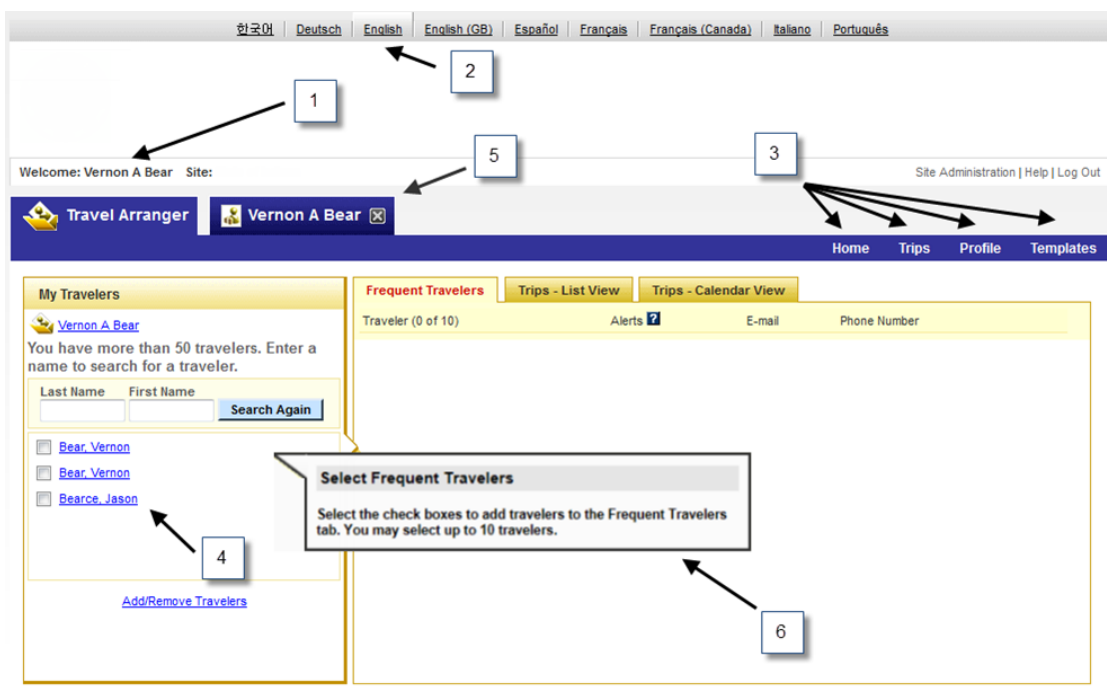 한국어 Deutsch English English (GB) Español Français Français (Canada) Italiano Português
2
1
5
3
Welcome: Vernon A Bear Site:
Site Administration | Help | Log Out
Travel Arranger Vernon A Bear
Home Trips Profile Templates
My Travelers
Vernon A Bear
You have more than 50 travelers. Enter a
name to search for a traveler.
Last Name First Name
Search Again
Bear, Vernon
Bear, Vernon
Bearce, Jason
4
Add/Remove Travelers
Frequent Travelers Trips - List View Trips - Calendar View
Traveler (0 of 10) Alerts ? E-mail Phone Number
Select Frequent Travelers
Select the check boxes to add travelers to the Frequent Travelers
tab. You may select up to 10 travelers.
6